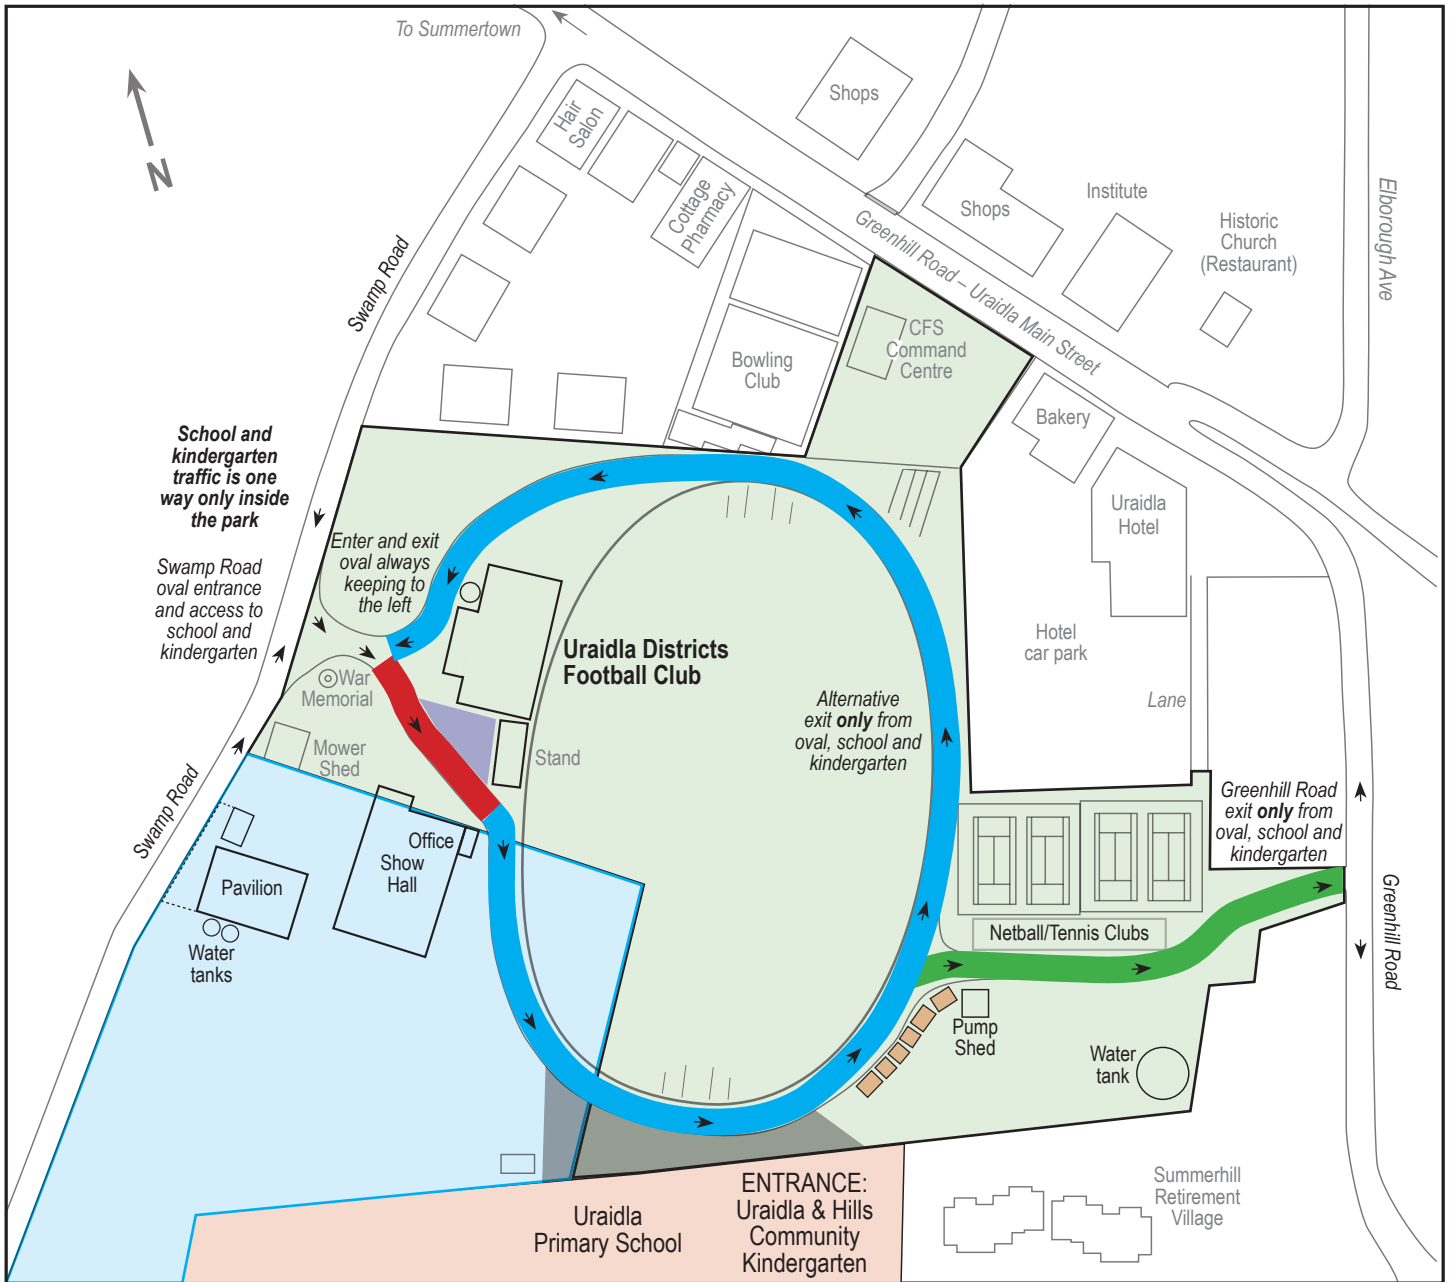 To Summertown
N
Hair
Salon
Cottage
Pharmacy
Shops
Shops
Institute
Historic
Church
(Restaurant)
Elborough Ave
Greenhill Road – Uraidla Main Street
Swamp Road
CFS
Command
Centre
Bowling
Club
Bakery
Uraidla
Hotel
Hotel
car park
Lane
School and
kindergarten
traffic is one
way only inside
the park
Swamp Road
oval entrance
and access to
school and
kindergarten
Enter and exit
oval always
keeping to
the left
Uraidla Districts
Football Club
War
Memorial
Mower
Shed
Stand
Alternative
exit only from
oval, school and
kindergarten
Greenhill Road
exit only from
oval, school and
kindergarten
Swamp Road
Office
Show
Hall
Pavilion
Water
tanks
Netball/Tennis Clubs
Greenhill Road
Pump
Shed
Water
tank
Uraidla
Primary School
ENTRANCE:
Uraidla & Hills
Community
Kindergarten
Summerhill
Retirement
Village